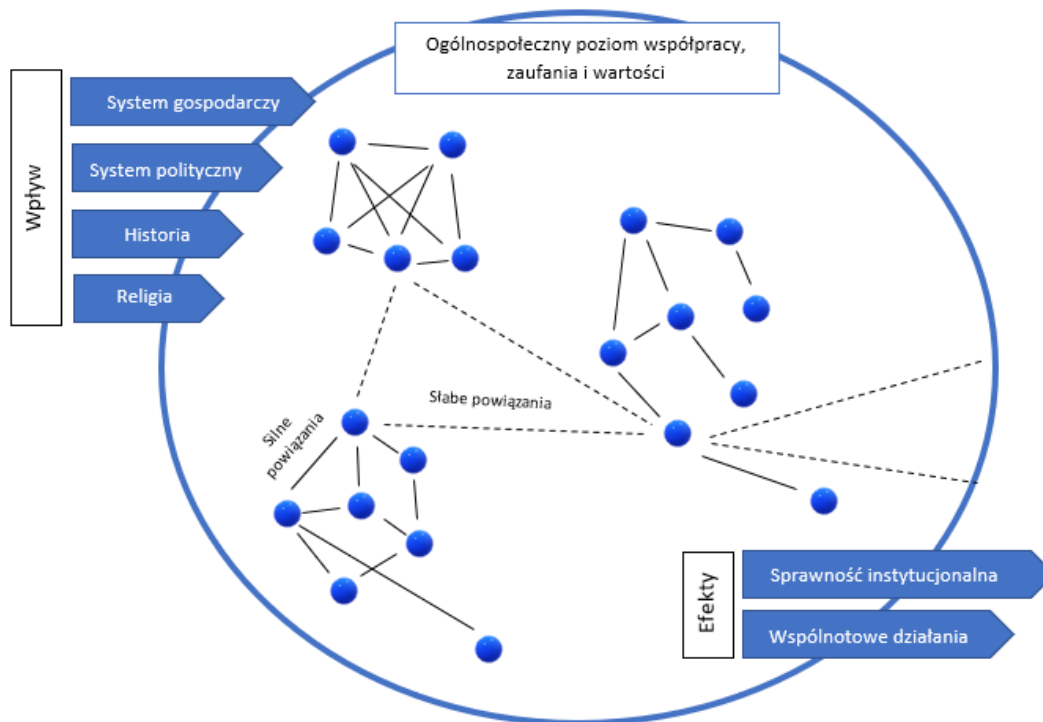 Ogólnospołeczny poziom współpracy,
zaufania i wartości
Wpływ
System gospodarczy
System polityczny
Historia
Religia
Słabe powiązania
Silne
powiązania
Efekty
Sprawność instytucjonalna
Wspólnotowe działania